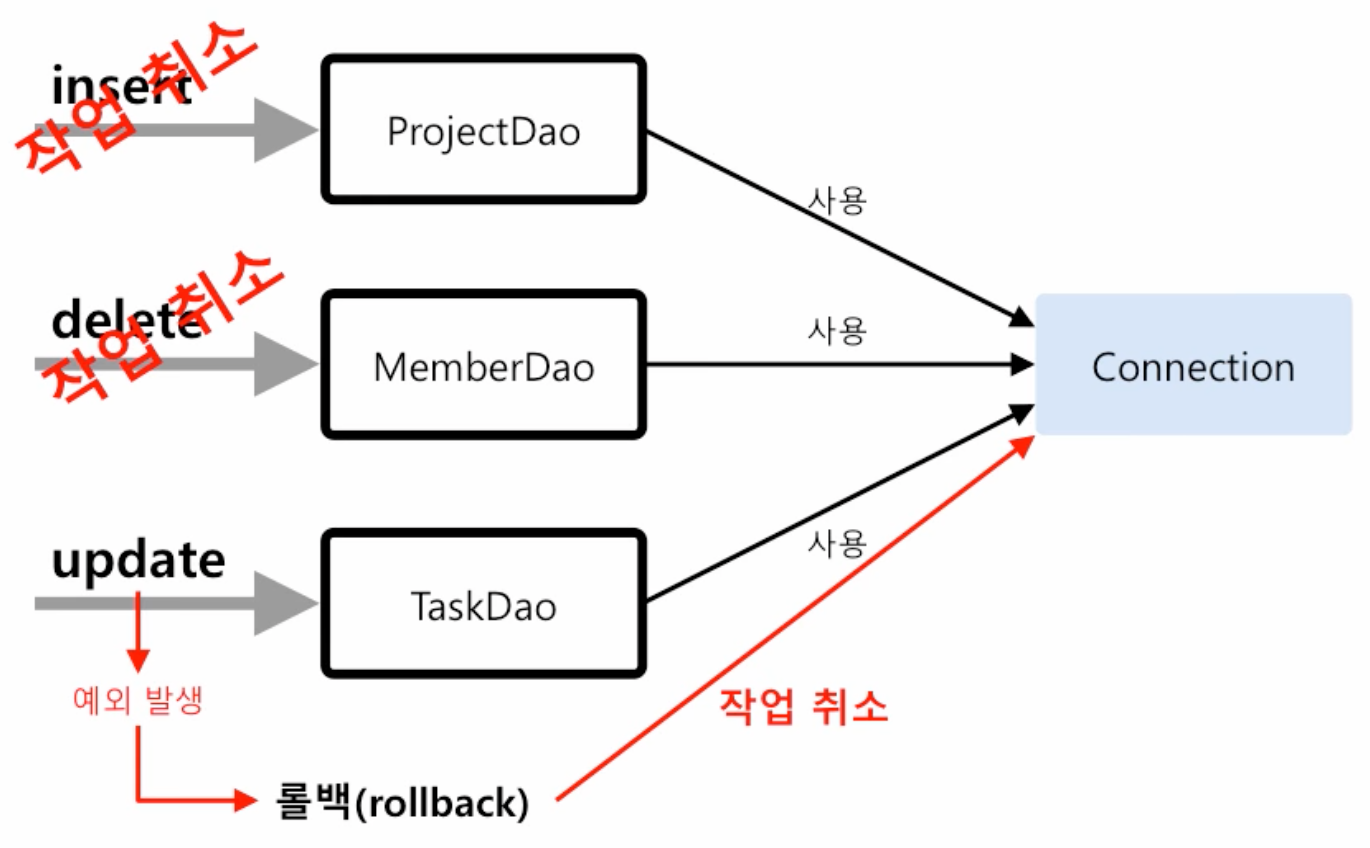 insert
작업 취소
ProjectDao
사용
delete
작업 취소
MemberDao
사용
Connection
update
TaskDao
사용
예외 발생
작업 취소
롤백(rollback)